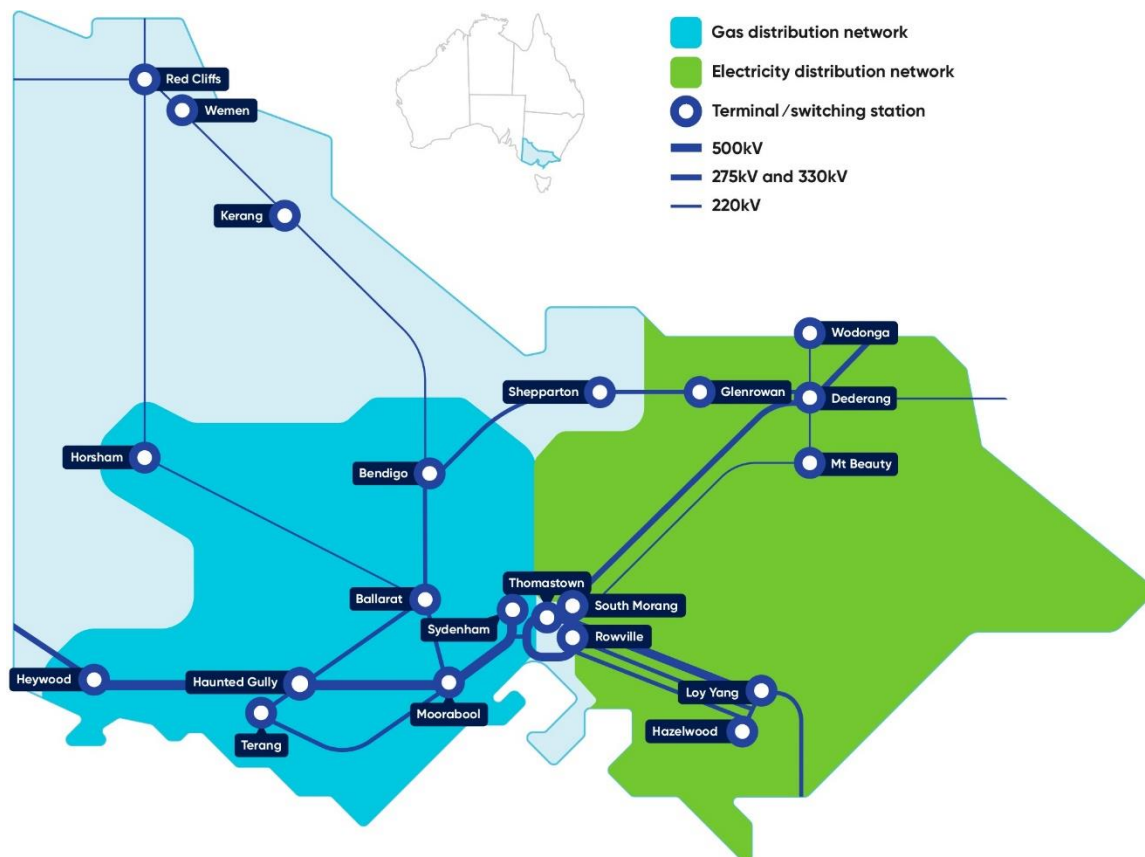 Gas distribution network
Electricity distribution network
Terminal/switching station
500kV
275kV and 330kV
220kV
Red Cliffs
Wemen
Kerang
Wodonga
Shepparton
Glenrowan
Dederang
Horsham
Bendigo
Mt Beauty
Thomastown
Ballarat
South Morang
Sydenham
Rowville
Heywood
Haunted Gully
Loy Yang
Moorabool
Hazelwood
Terang